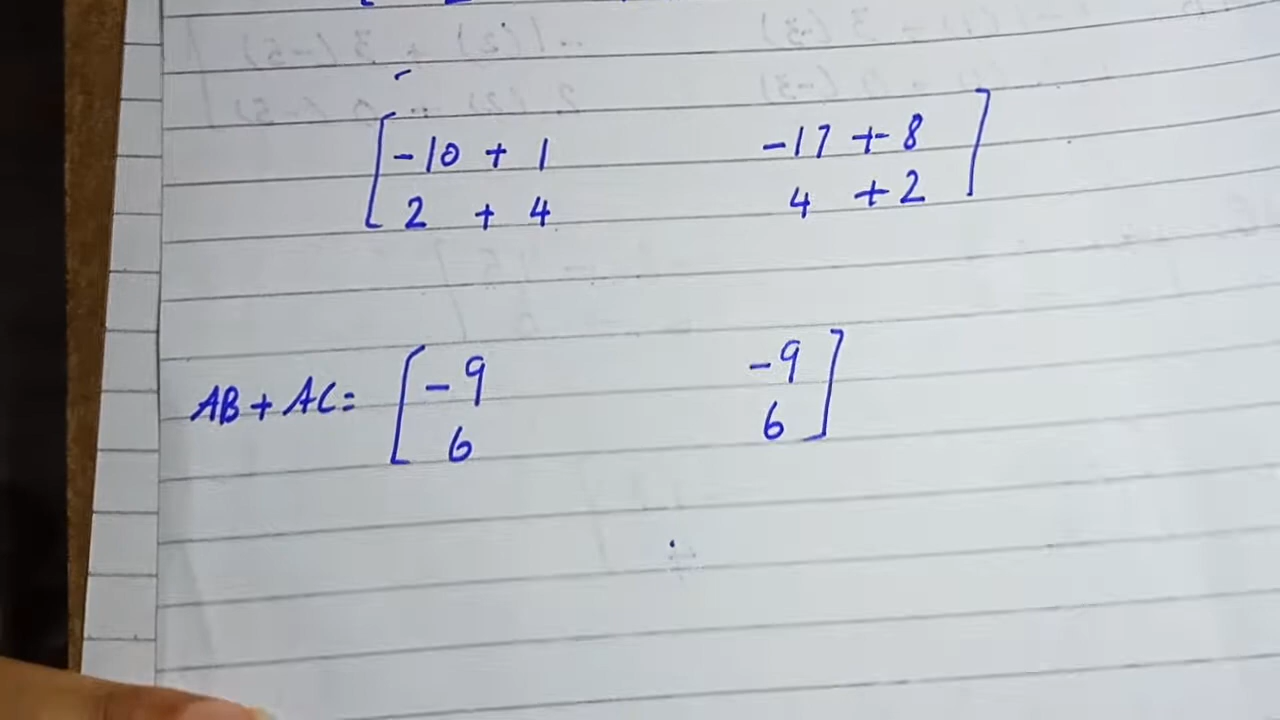 -10 + 1 -17 + 8
2 + 4 4 + 2
AB + AC = -9 -9
6 6